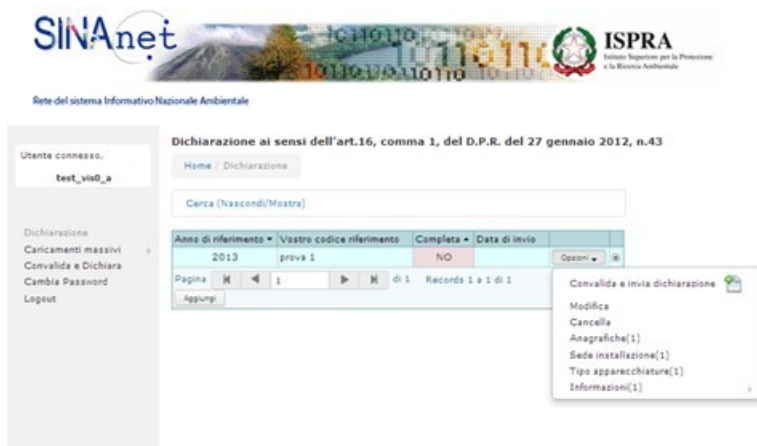 SINAnet
ISPRA
Istituto Superiore per la Protezione
e la Ricerca Ambientale
Rete del sistema Informativo Nazionale Ambientale
Utente connesso,
test_vis0_a
Dichiarazione
Caricamenti massivi
Convalida e Dichiara
Cambia Password
Logout
Dichiarazione ai sensi dell'art.16, comma 1, del D.P.R. del 27 gennaio 2012, n.43
Home / Dichiarazione
Cerca (Nascondi/Mostra)
Anno di riferimento Vostro codice riferimento Completa Data di invio
2013 prova 1 NO Opzioni
Pagina 1 di 1 Records 1 a 1 di 1
Aggiungi
Convalida e invia dichiarazione
Modifica
Cancella
Anagrafiche(1)
Sede installazione(1)
Tipo apparecchiature(1)
Informazioni(1)